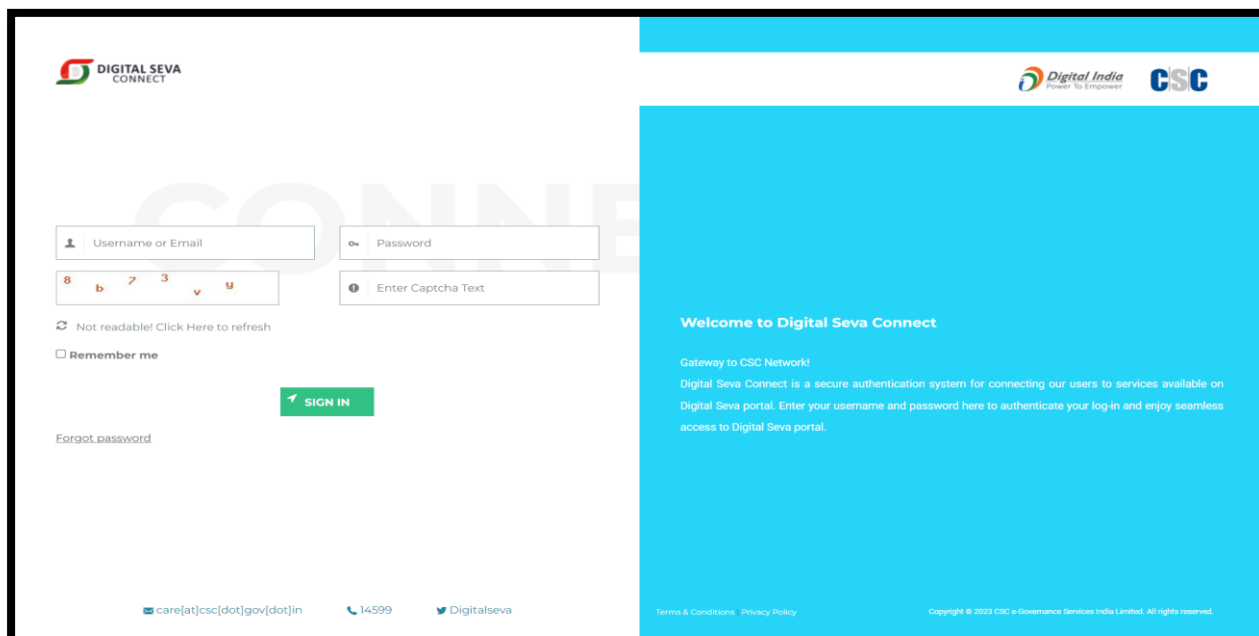 DIGITAL SEVA
CONNECT
Digital India
Power To Empower
CSC
CONNE
Username or Email
Password
8 b 7 3 v y
Enter Captcha Text
Not readable! Click Here to refresh
Remember me
SIGN IN
Forgot password
Welcome to Digital Seva Connect
Gateway to CSC Network!
Digital Seva Connect is a secure authentication system for connecting our users to services available on
Digital Seva portal. Enter your username and password here to authenticate your log-in and enjoy seamless
access to Digital Seva portal.
care[at]csc[dot]gov[dot]in
14599
Digitalseva
Terms & Conditions | Privacy Policy
Copyright © 2023 CSC e-Governance Services India Limited. All rights reserved.